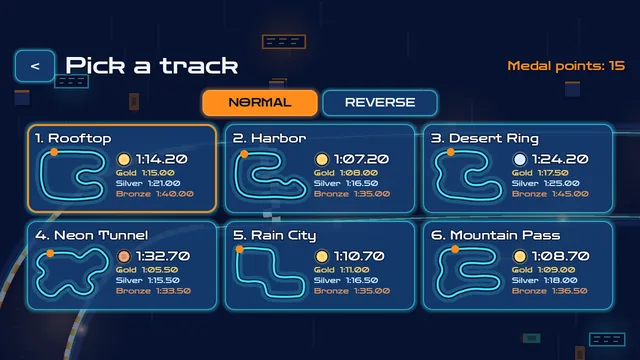 <
Pick a track
Medal points: 15
NORMAL
REVERSE
1. Rooftop
1:14.20
Gold 1:15.00
Silver 1:21.00
Bronze 1:40.00
2. Harbor
1:07.20
Gold 1:08.00
Silver 1:16.50
Bronze 1:35.00
3. Desert Ring
1:24.20
Gold 1:17.50
Silver 1:25.00
Bronze 1:45.00
4. Neon Tunnel
1:32.70
Gold 1:05.50
Silver 1:15.50
Bronze 1:33.50
5. Rain City
1:10.70
Gold 1:11.00
Silver 1:16.50
Bronze 1:35.00
6. Mountain Pass
1:08.70
Gold 1:09.00
Silver 1:18.00
Bronze 1:36.50